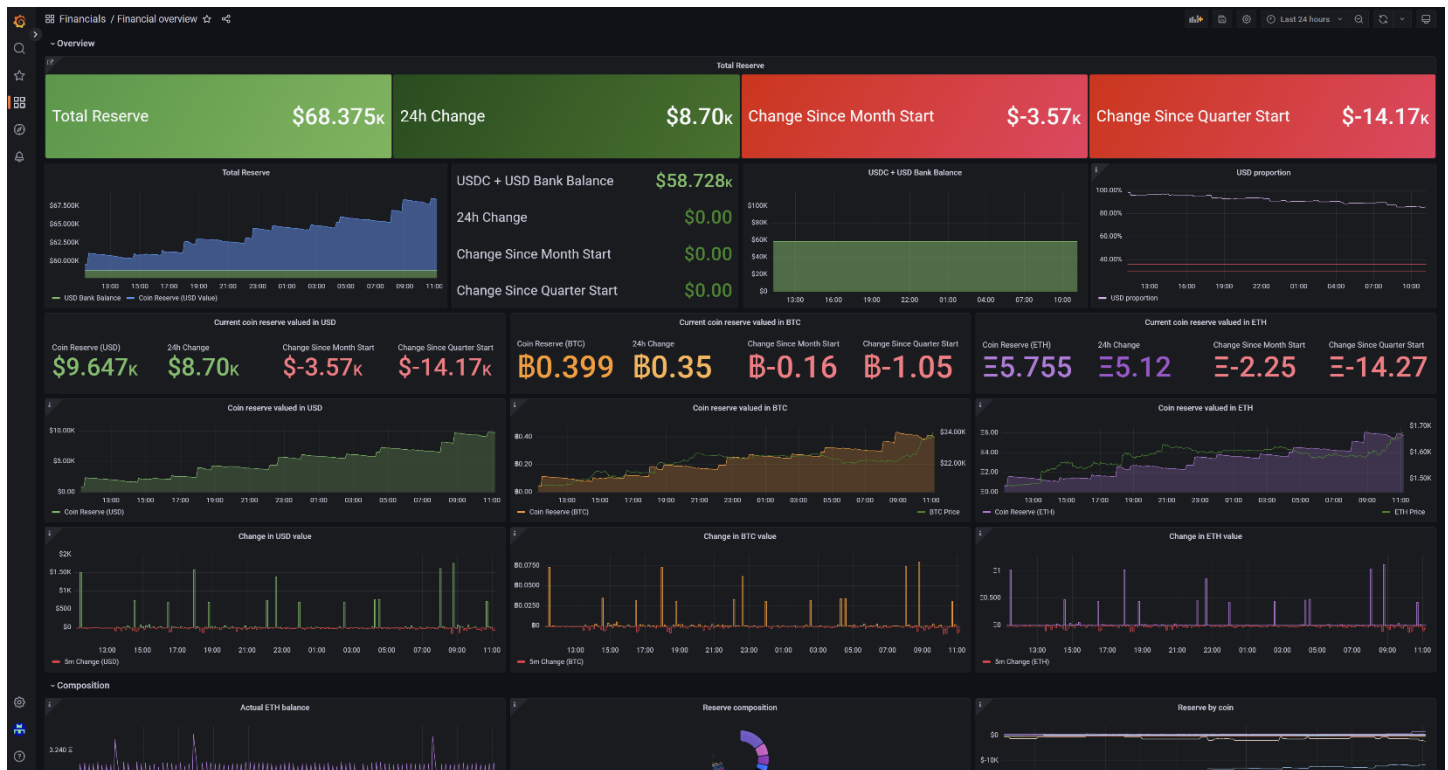 Financials / Financial overview
Last 24 hours
Overview
Total Reserve
Total Reserve $68.375K
24h Change $8.70K
Change Since Month Start $-3.57K
Change Since Quarter Start $-14.17K
Total Reserve
$67.500K
$65.000K
$62.500K
$60.000K
13:00 15:00 17:00 19:00 21:00 23:00 01:00 03:00 05:00 07:00 09:00 11:00
USD Bank Balance Coin Reserve (USD Value)
USDC + USD Bank Balance $58.728K
24h Change $0.00
Change Since Month Start $0.00
Change Since Quarter Start $0.00
USDC + USD Bank Balance
$100K
$80K
$60K
$40K
$20K
$0
13:00 16:00 19:00 22:00 01:00 04:00 07:00 10:00
USD proportion
100.00%
80.00%
60.00%
40.00%
13:00 16:00 19:00 22:00 01:00 04:00 07:00 10:00
USD proportion
Current coin reserve valued in USD
Coin Reserve (USD) 24h Change Change Since Month Start Change Since Quarter Start
$9.647K $8.70K $-3.57K $-14.17K
Current coin reserve valued in BTC
Coin Reserve (BTC) 24h Change Change Since Month Start Change Since Quarter Start
฿0.399 ฿0.35 ฿-0.16 ฿-1.05
Current coin reserve valued in ETH
Coin Reserve (ETH) 24h Change Change Since Month Start Change Since Quarter Start
Ξ5.755 Ξ5.12 Ξ-2.25 Ξ-14.27
Coin reserve valued in USD
$10.00K
$5.00K
$0.00
13:00 15:00 17:00 19:00 21:00 23:00 01:00 03:00 05:00 07:00 09:00 11:00
Coin Reserve (USD)
Coin reserve valued in BTC
฿0.40
฿0.20
฿0.00
$24.00K
$22.00K
13:00 15:00 17:00 19:00 21:00 23:00 01:00 03:00 05:00 07:00 09:00 11:00
Coin Reserve (BTC) BTC Price
Coin reserve valued in ETH
Ξ6.00
Ξ4.00
Ξ2.00
Ξ0.00
$1.70K
$1.60K
$1.50K
13:00 15:00 17:00 19:00 21:00 23:00 01:00 03:00 05:00 07:00 09:00 11:00
Coin Reserve (ETH) ETH Price
Change in USD value
$2K
$1.50K
$1K
$500
$0
13:00 15:00 17:00 19:00 21:00 23:00 01:00 03:00 05:00 07:00 09:00 11:00
5m Change (USD)
Change in BTC value
฿0.0750
฿0.0500
฿0.0250
฿0
13:00 15:00 17:00 19:00 21:00 23:00 01:00 03:00 05:00 07:00 09:00 11:00
5m Change (BTC)
Change in ETH value
Ξ1
Ξ0.500
Ξ0
13:00 15:00 17:00 19:00 21:00 23:00 01:00 03:00 05:00 07:00 09:00 11:00
5m Change (ETH)
Composition
Actual ETH balance
3.240 Ξ
Reserve composition
Reserve by coin
$0
$-10K